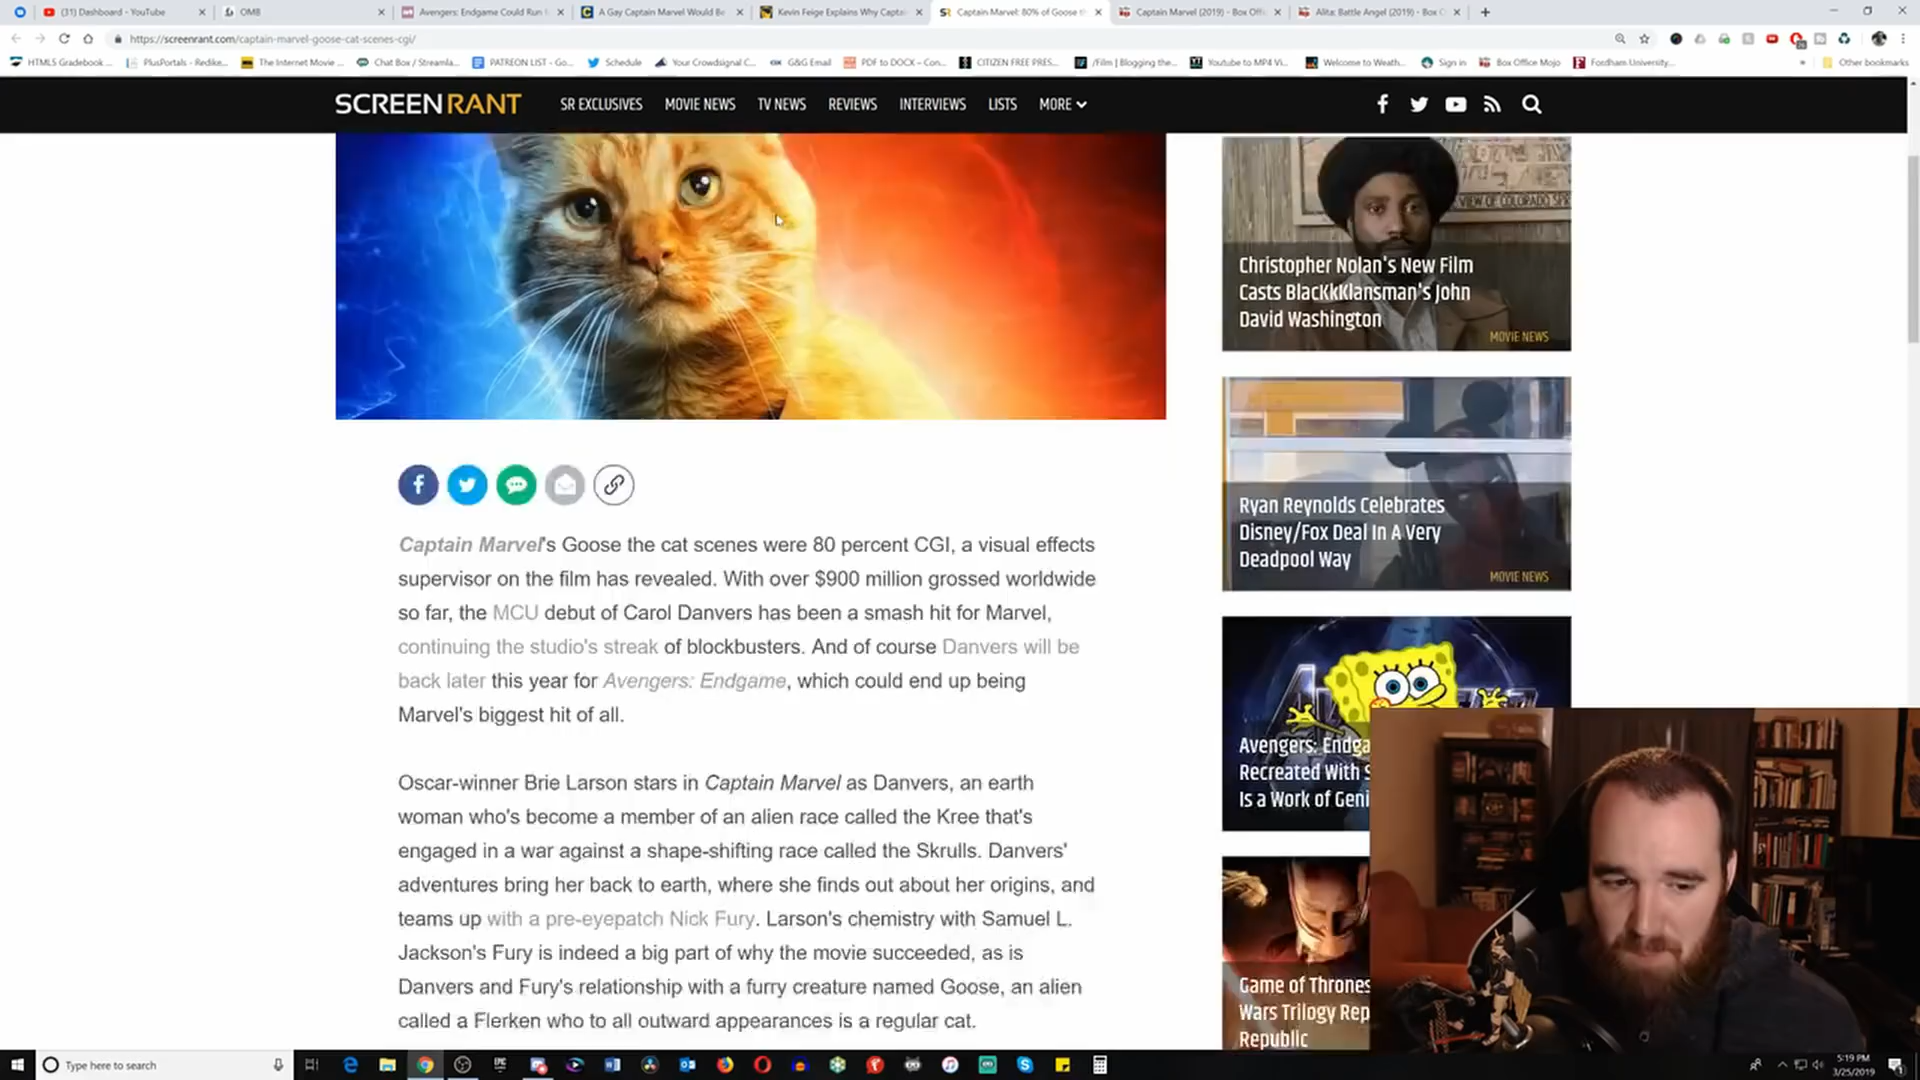 (31) Dashboard - YouTube
OMB
Avengers: Endgame Could Run
A Gay Captain Marvel Would Be
Kevin Feige Explains Why Captai
Captain Marvel: 80% of Goose t
Captain Marvel (2019) - Box Offi
Alita: Battle Angel (2019) - Box O
https://screenrant.com/captain-marvel-goose-cat-scenes-cgi/
HTML5 Gradebook ...
PlusPortals - Redike...
The Internet Movie ...
Chat Box / Streamla...
PATREON LIST - Go...
Schedule
Your Crowdsignal C...
G&G Email
PDF to DOCX – Con...
CITIZEN FREE PRES...
/Film | Blogging the...
Youtube to MP4 Vi...
Welcome to Weath...
Sign in
Box Office Mojo
Fordham University...
Other bookmarks
SCREENRANT
SR EXCLUSIVES
MOVIE NEWS
TV NEWS
REVIEWS
INTERVIEWS
LISTS
MORE
VIEW OF COLORADO SPR
Christopher Nolan's New Film
Casts BlacKkKlansman's John
David Washington
MOVIE NEWS
Ryan Reynolds Celebrates
Disney/Fox Deal In A Very
Deadpool Way
MOVIE NEWS
Captain Marvel's Goose the cat scenes were 80 percent CGI, a visual effects
supervisor on the film has revealed. With over $900 million grossed worldwide
so far, the MCU debut of Carol Danvers has been a smash hit for Marvel,
continuing the studio's streak of blockbusters. And of course Danvers will be
back later this year for Avengers: Endgame, which could end up being
Marvel's biggest hit of all.
Avengers: Endga
Recreated With S
Is a Work of Geni
Oscar-winner Brie Larson stars in Captain Marvel as Danvers, an earth
woman who's become a member of an alien race called the Kree that's
engaged in a war against a shape-shifting race called the Skrulls. Danvers'
adventures bring her back to earth, where she finds out about her origins, and
teams up with a pre-eyepatch Nick Fury. Larson's chemistry with Samuel L.
Jackson's Fury is indeed a big part of why the movie succeeded, as is
Danvers and Fury's relationship with a furry creature named Goose, an alien
called a Flerken who to all outward appearances is a regular cat.
Game of Thrones
Wars Trilogy Rep
Republic
Type here to search
5:19 PM
3/25/2019